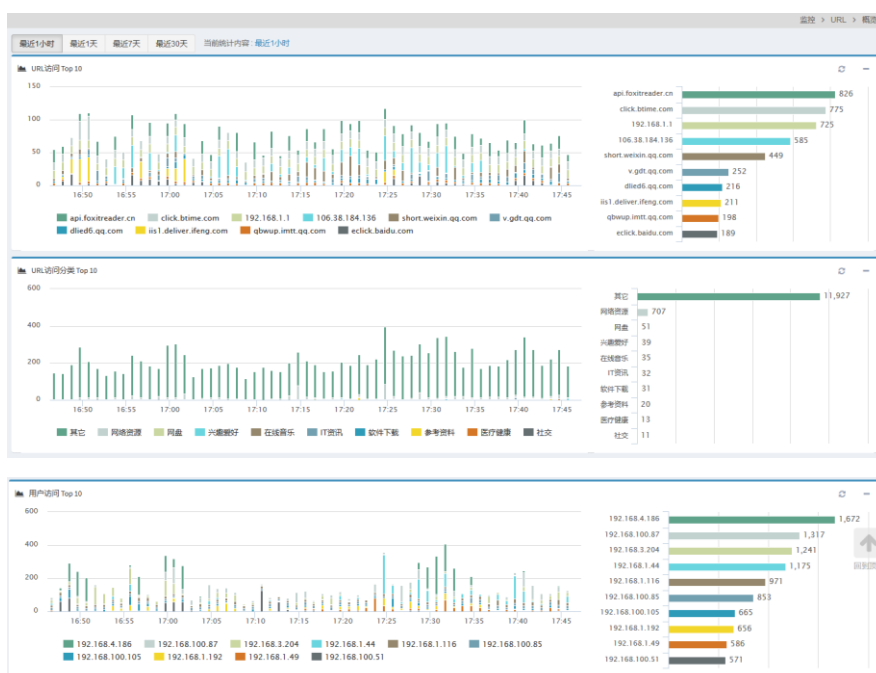 监控 > URL > 概览
最近1小时 最近1天 最近7天 最近30天 当前统计内容 : 最近1小时
URL访问 Top 10
150
100
50
0
16:50 16:55 17:00 17:05 17:10 17:15 17:20 17:25 17:30 17:35 17:40 17:45
api.foxitreader.cn click.btime.com 192.168.1.1 106.38.184.136 short.weixin.qq.com v.gdt.qq.com
dlied6.qq.com iis1.deliver.ifeng.com qbwup.imtt.qq.com eclick.baidu.com
api.foxitreader.cn 826
click.btime.com 775
192.168.1.1 725
106.38.184.136 585
short.weixin.qq.com 449
v.gdt.qq.com 252
dlied6.qq.com 216
iis1.deliver.ifeng.com 211
qbwup.imtt.qq.com 198
eclick.baidu.com 189
URL访问分类 Top 10
600
400
200
0
16:50 16:55 17:00 17:05 17:10 17:15 17:20 17:25 17:30 17:35 17:40 17:45
其它 网络资源 网盘 兴趣爱好 在线音乐 IT资讯 软件下载 参考资料 医疗健康 社交
其它 11,927
网络资源 707
网盘 51
兴趣爱好 39
在线音乐 35
IT资讯 32
软件下载 31
参考资料 20
医疗健康 13
社交 11
用户访问 Top 10
600
400
200
0
16:50 16:55 17:00 17:05 17:10 17:15 17:20 17:25 17:30 17:35 17:40 17:45
192.168.4.186 192.168.100.87 192.168.3.204 192.168.1.44 192.168.1.116 192.168.100.85
192.168.100.105 192.168.1.192 192.168.1.49 192.168.100.51
192.168.4.186 1,672
192.168.100.87 1,317
192.168.3.204 1,241
192.168.1.44 1,175
192.168.1.116 971
192.168.100.85 853
192.168.100.105 665
192.168.1.192 656
192.168.1.49 586
192.168.100.51 571